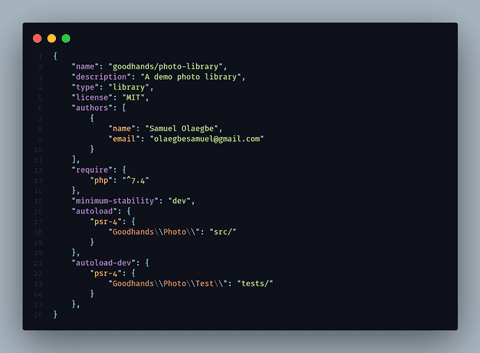 1 {
2     "name": "goodhands/photo-library",
3     "description": "A demo photo library",
4     "type": "library",
5     "license": "MIT",
6     "authors": [
7         {
8             "name": "Samuel Olaegbe",
9             "email": "olaegbesamuel@gmail.com"
10         }
11     ],
12     "require": {
13         "php": "^7.4"
14     },
15     "minimum-stability": "dev",
16     "autoload": {
17         "psr-4": {
18             "Goodhands\\Photo\\": "src/"
19         }
20     },
21     "autoload-dev": {
22         "psr-4": {
23             "Goodhands\\Photo\\Test\\": "tests/"
24         }
25     },
26 }